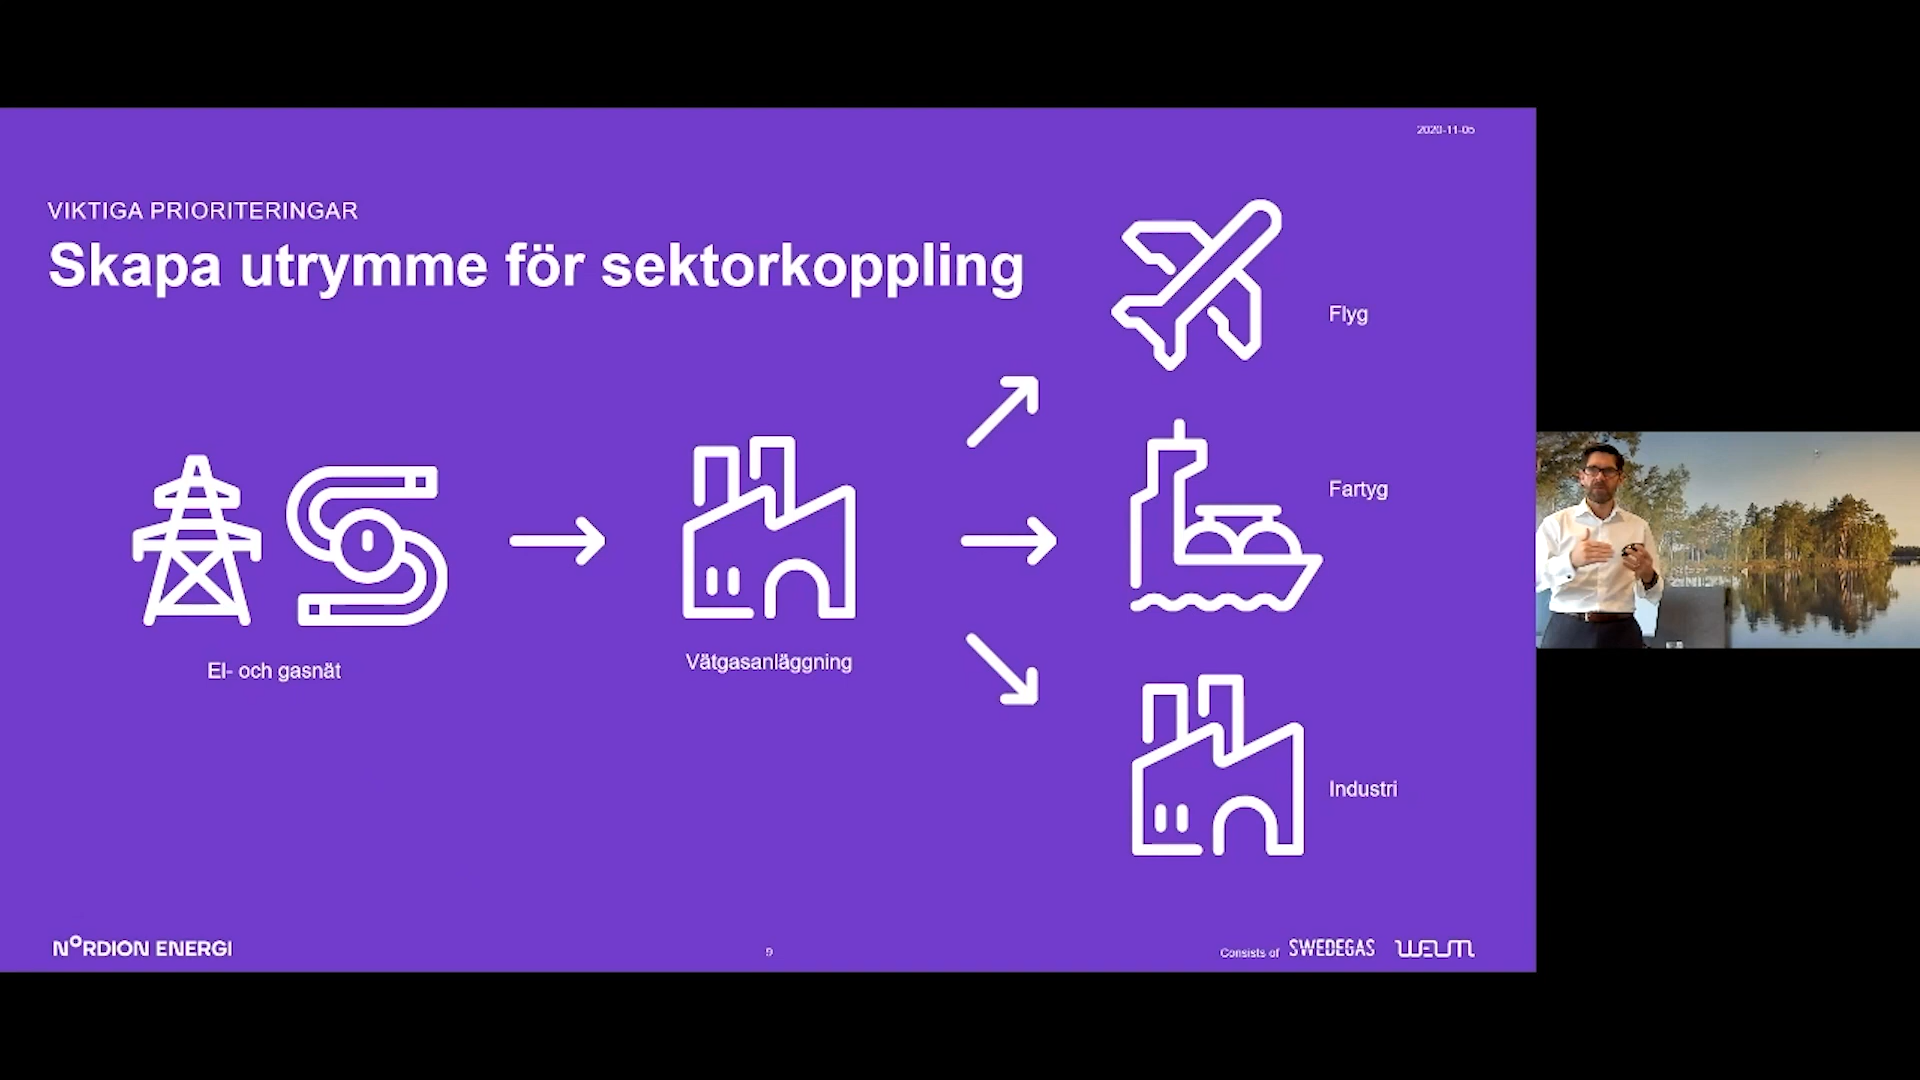 2020-11-05
VIKTIGA PRIORITERINGAR
Skapa utrymme för sektorkoppling
Flyg
Fartyg
El- och gasnät
Vätgasanläggning
Industri
NORDION ENERGI
9
Consists of SWEDEGAS WEUM